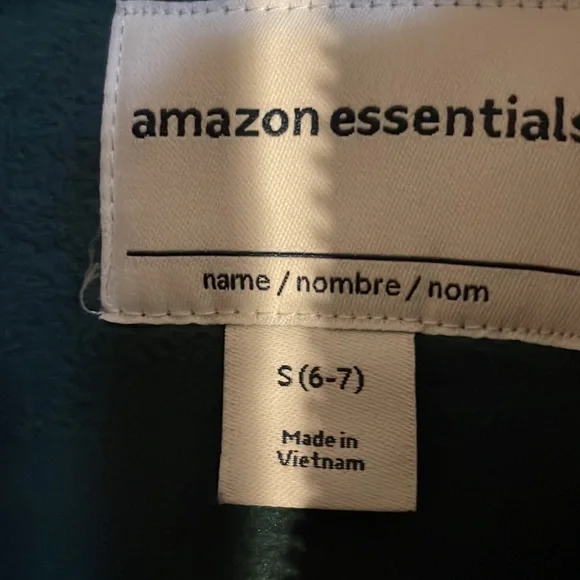 amazon essentials
name / nombre / nom
S (6-7)
Made in
Vietnam